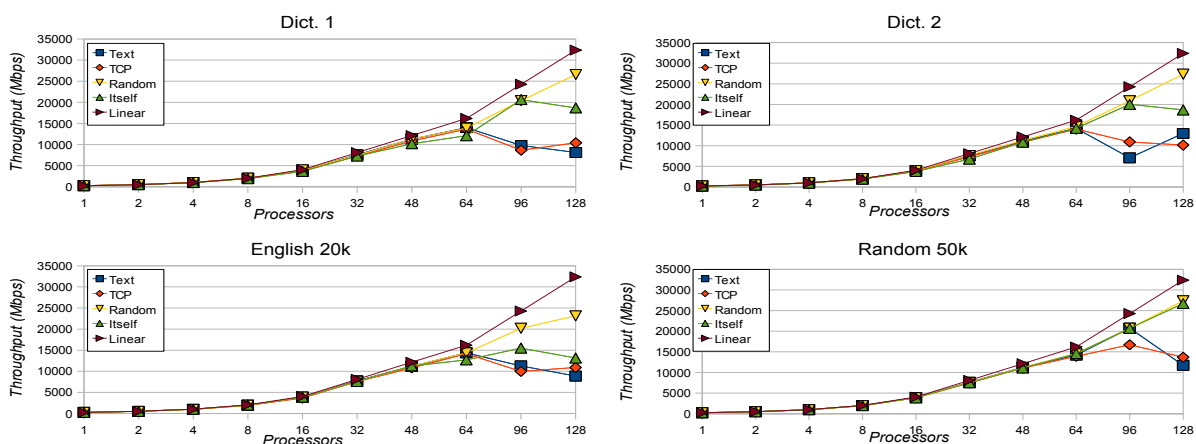 Dict. 1
Throughput (Mbps)
35000
30000
25000
20000
15000
10000
5000
0
Text
TCP
Random
Itself
Linear
1 2 4 8 16 32 48 64 96 128
Processors
Dict. 2
Throughput (Mbps)
35000
30000
25000
20000
15000
10000
5000
0
Text
TCP
Random
Itself
Linear
1 2 4 8 16 32 48 64 96 128
Processors
English 20k
Throughput (Mbps)
35000
30000
25000
20000
15000
10000
5000
0
Text
TCP
Random
Itself
Linear
1 2 4 8 16 32 48 64 96 128
Processors
Random 50k
Throughput (Mbps)
35000
30000
25000
20000
15000
10000
5000
0
Text
TCP
Random
Itself
Linear
1 2 4 8 16 32 48 64 96 128
Processors